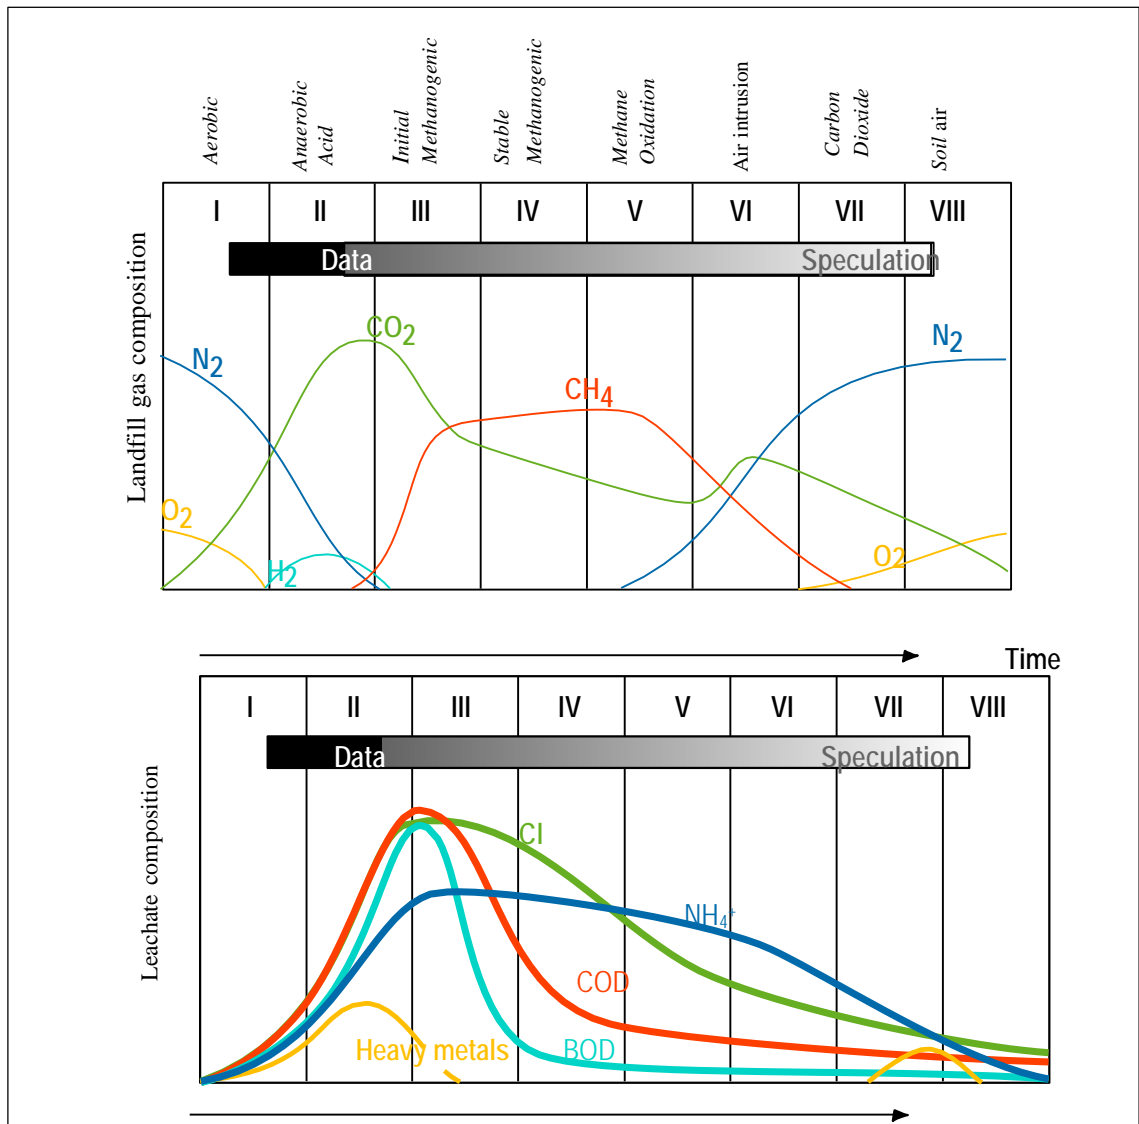 Aerobic
Anaerobic
Acid
Initial
Methanogenic
Stable
Methanogenic
Methane
Oxidation
Air intrusion
Carbon
Dioxide
Soil air
I II III IV V VI VII VIII
Data Speculation
Landfill gas composition
CO2
N2
N2
CH4
O2
H2
O2
Time
I II III IV V VI VII VIII
Data Speculation
Leachate composition
CI
NH4+
COD
Heavy metals
BOD